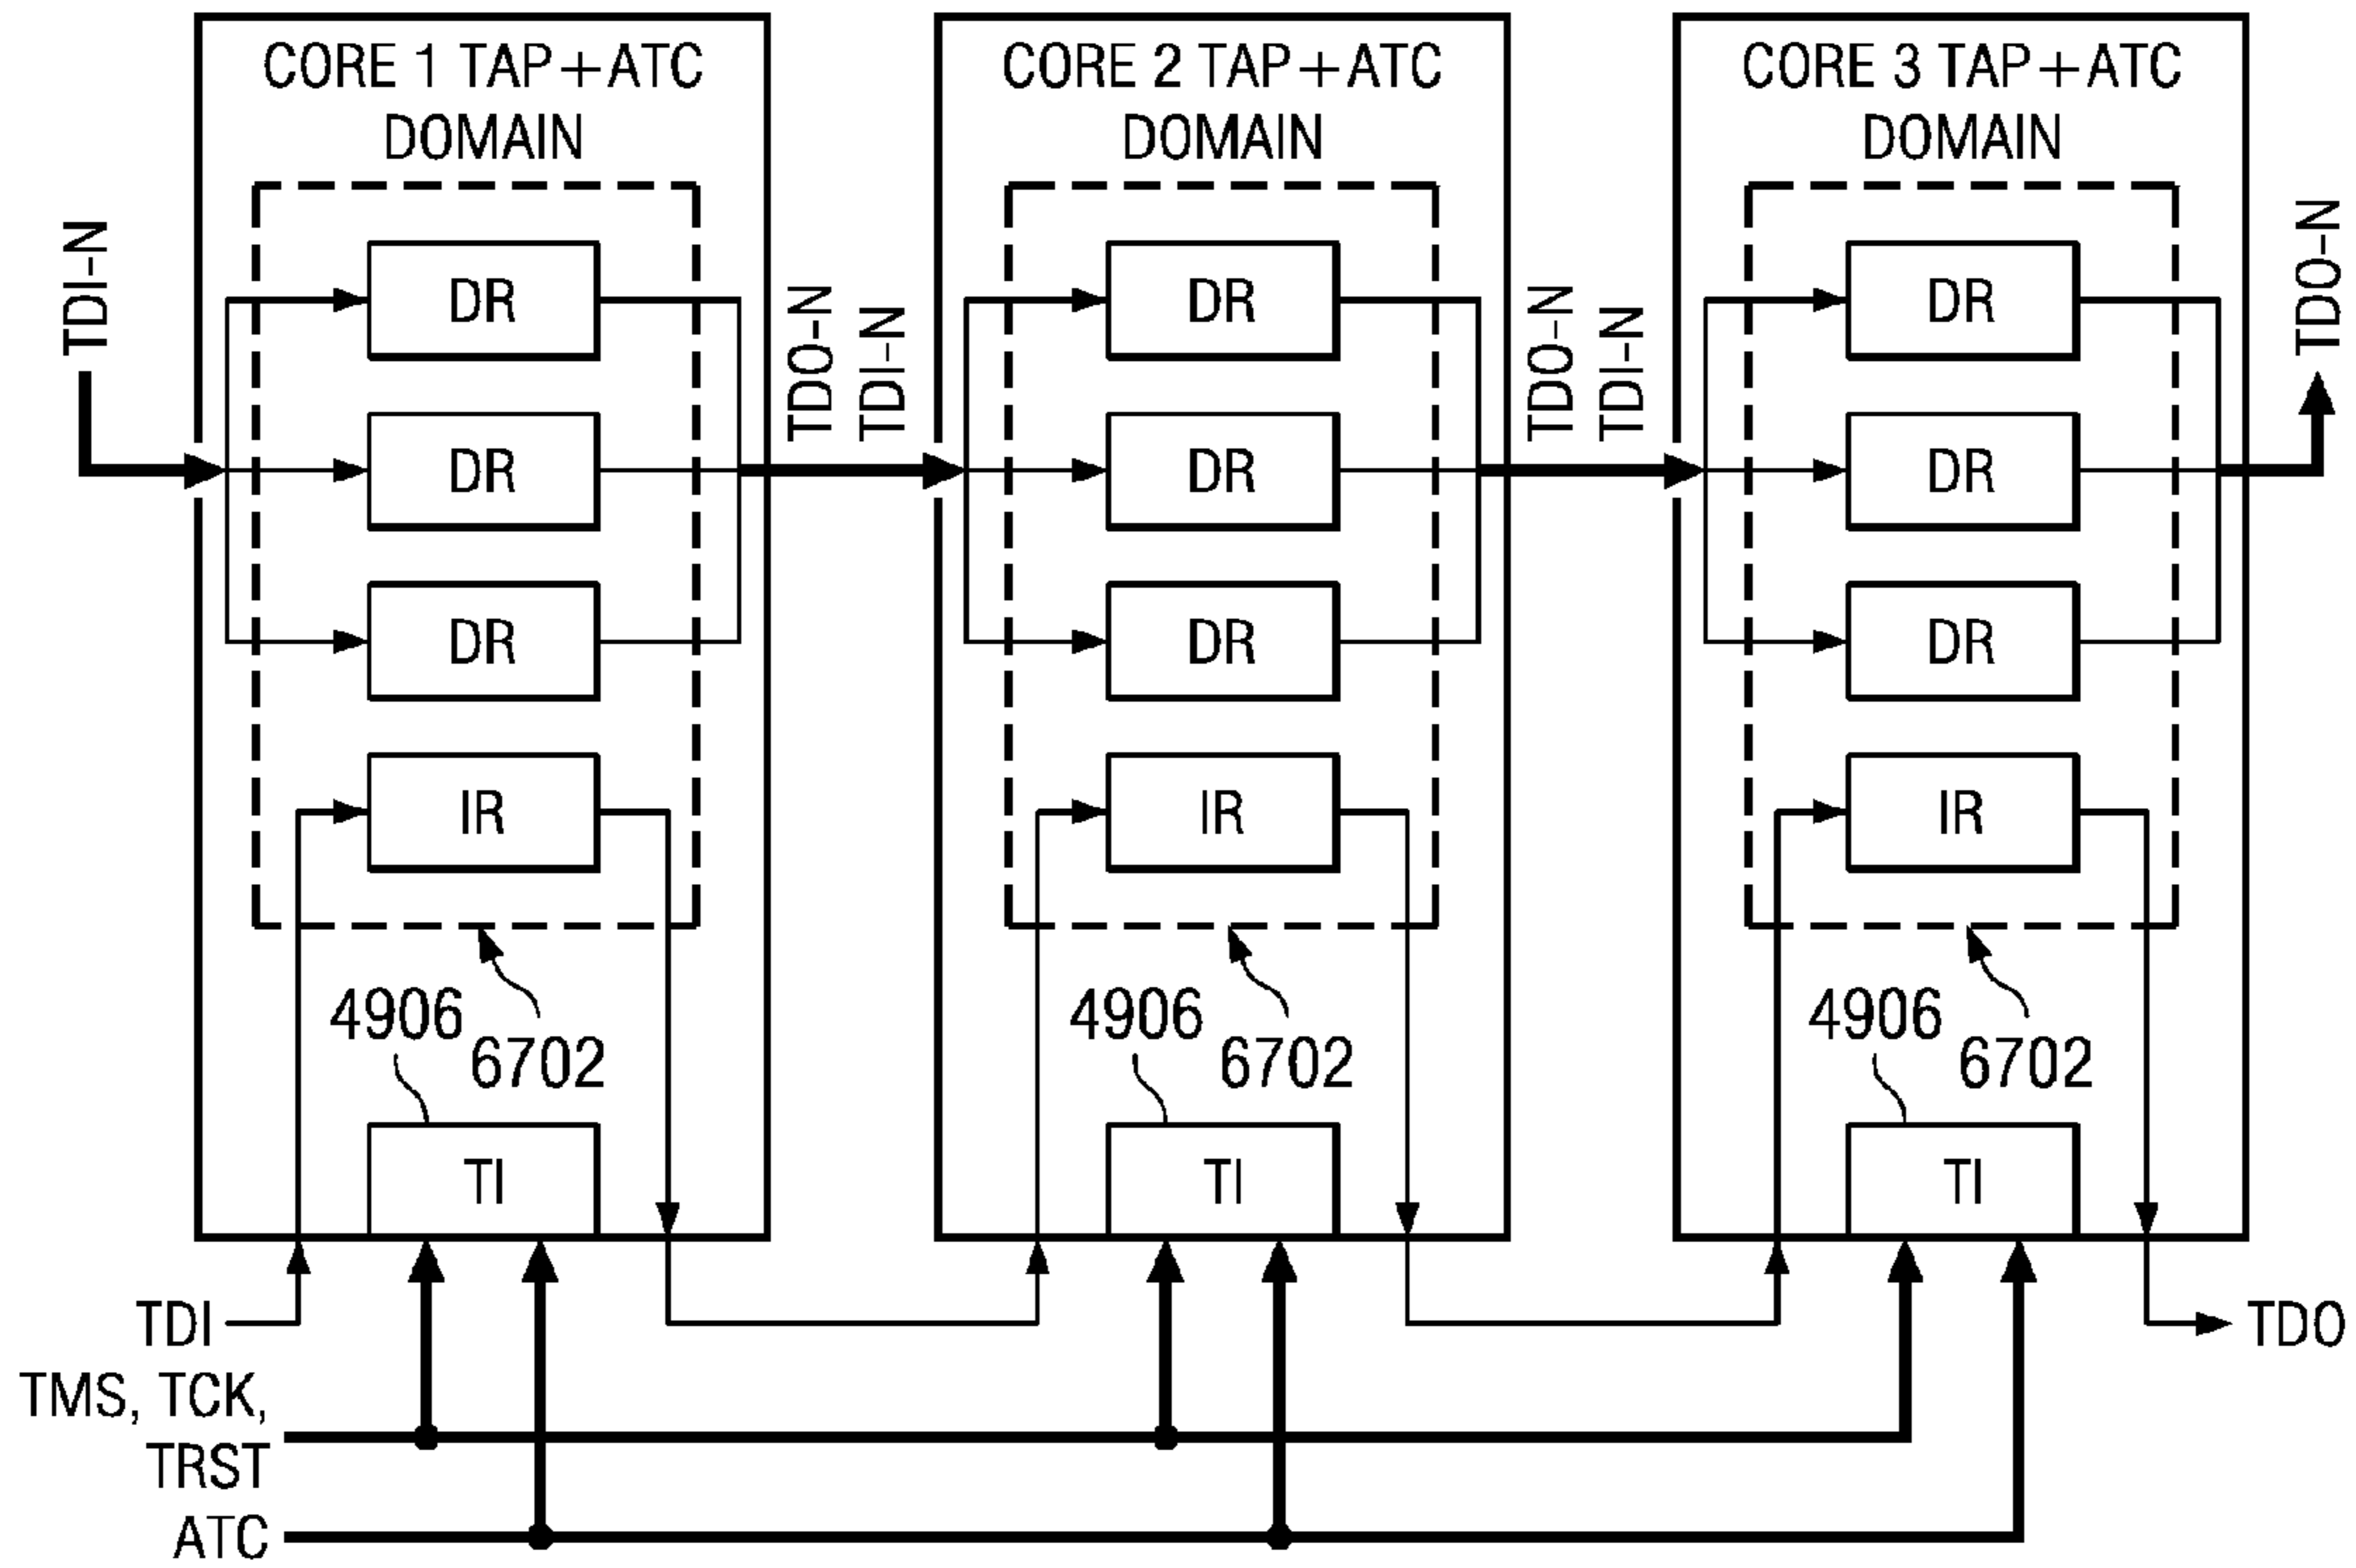 CORE 1 TAP+ATC
DOMAIN
CORE 2 TAP+ATC
DOMAIN
CORE 3 TAP+ATC
DOMAIN
TDI-N
TDO-N
TDI-N
TDO-N
TDI-N
TDO-N
DR
DR
DR
DR
DR
DR
DR
DR
DR
IR
IR
IR
4906
6702
4906
6702
4906
6702
TI
TI
TI
TDI
TDO
TMS, TCK,
TRST
ATC